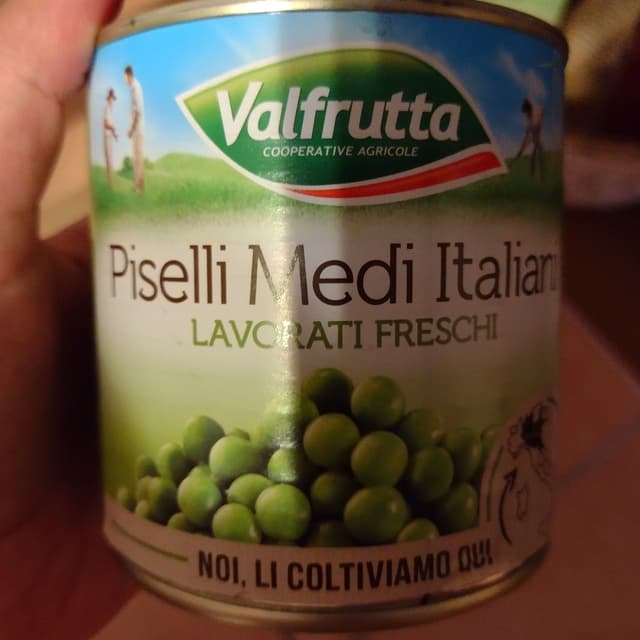 Valfrutta
COOPERATIVE AGRICOLE
Piselli Medi Italiani
LAVORATI FRESCHI
NOI, LI COLTIVIAMO QUI